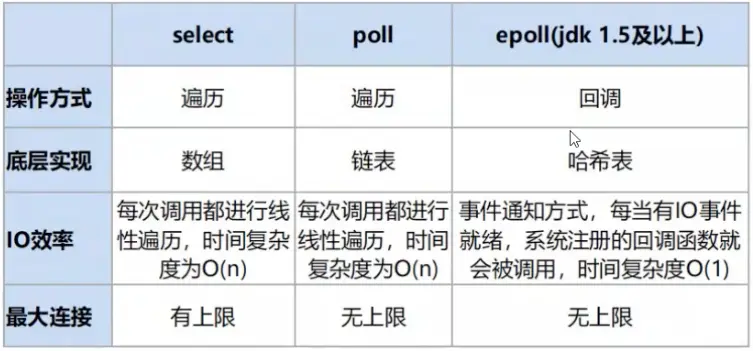 select poll epoll(jdk 1.5及以上)
操作方式 遍历 遍历 回调
底层实现 数组 链表 哈希表
每次调用都进行线 每次调用都进行 事件通知方式，每当有IO事件
IO效率 性遍历，时间复杂 线性遍历，时间 就绪，系统注册的回调函数就
度为O(n) 复杂度为O(n) 会被调用，时间复杂度O(1)
最大连接 有上限 无上限 无上限